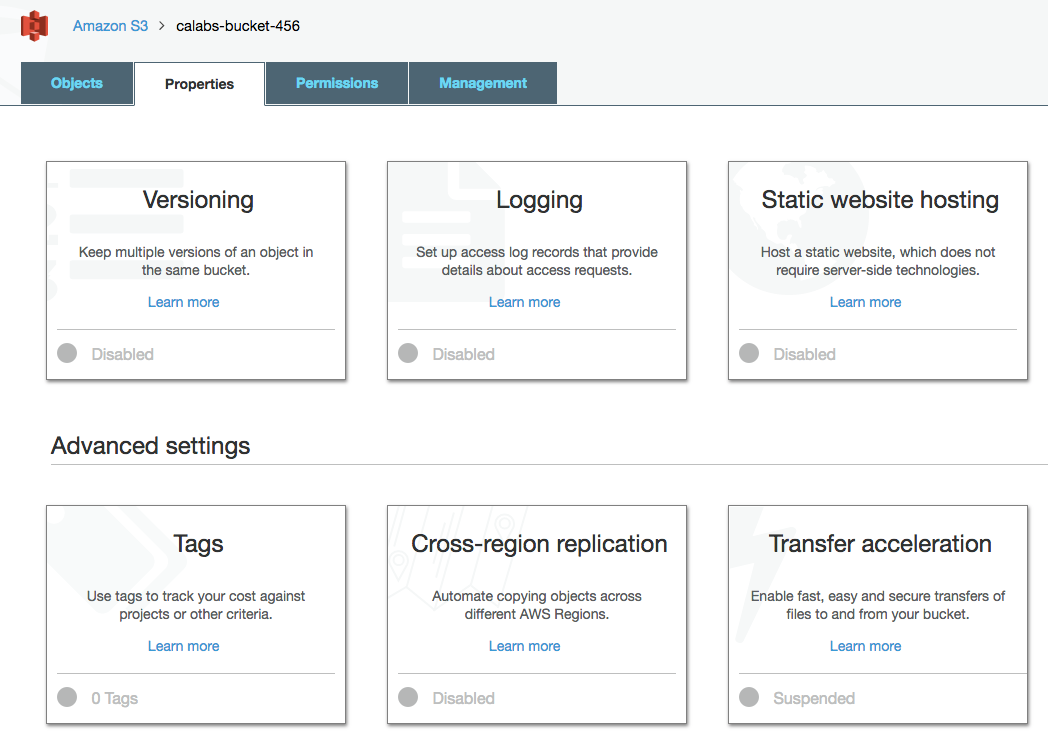 Amazon S3 > calabs-bucket-456
Objects
Properties
Permissions
Management
Versioning
Keep multiple versions of an object in
the same bucket.
Learn more
Disabled
Logging
Set up access log records that provide
details about access requests.
Learn more
Disabled
Static website hosting
Host a static website, which does not
require server-side technologies.
Learn more
Disabled
Advanced settings
Tags
Use tags to track your cost against
projects or other criteria.
Learn more
0 Tags
Cross-region replication
Automate copying objects across
different AWS Regions.
Learn more
Disabled
Transfer acceleration
Enable fast, easy and secure transfers of
files to and from your bucket.
Learn more
Suspended